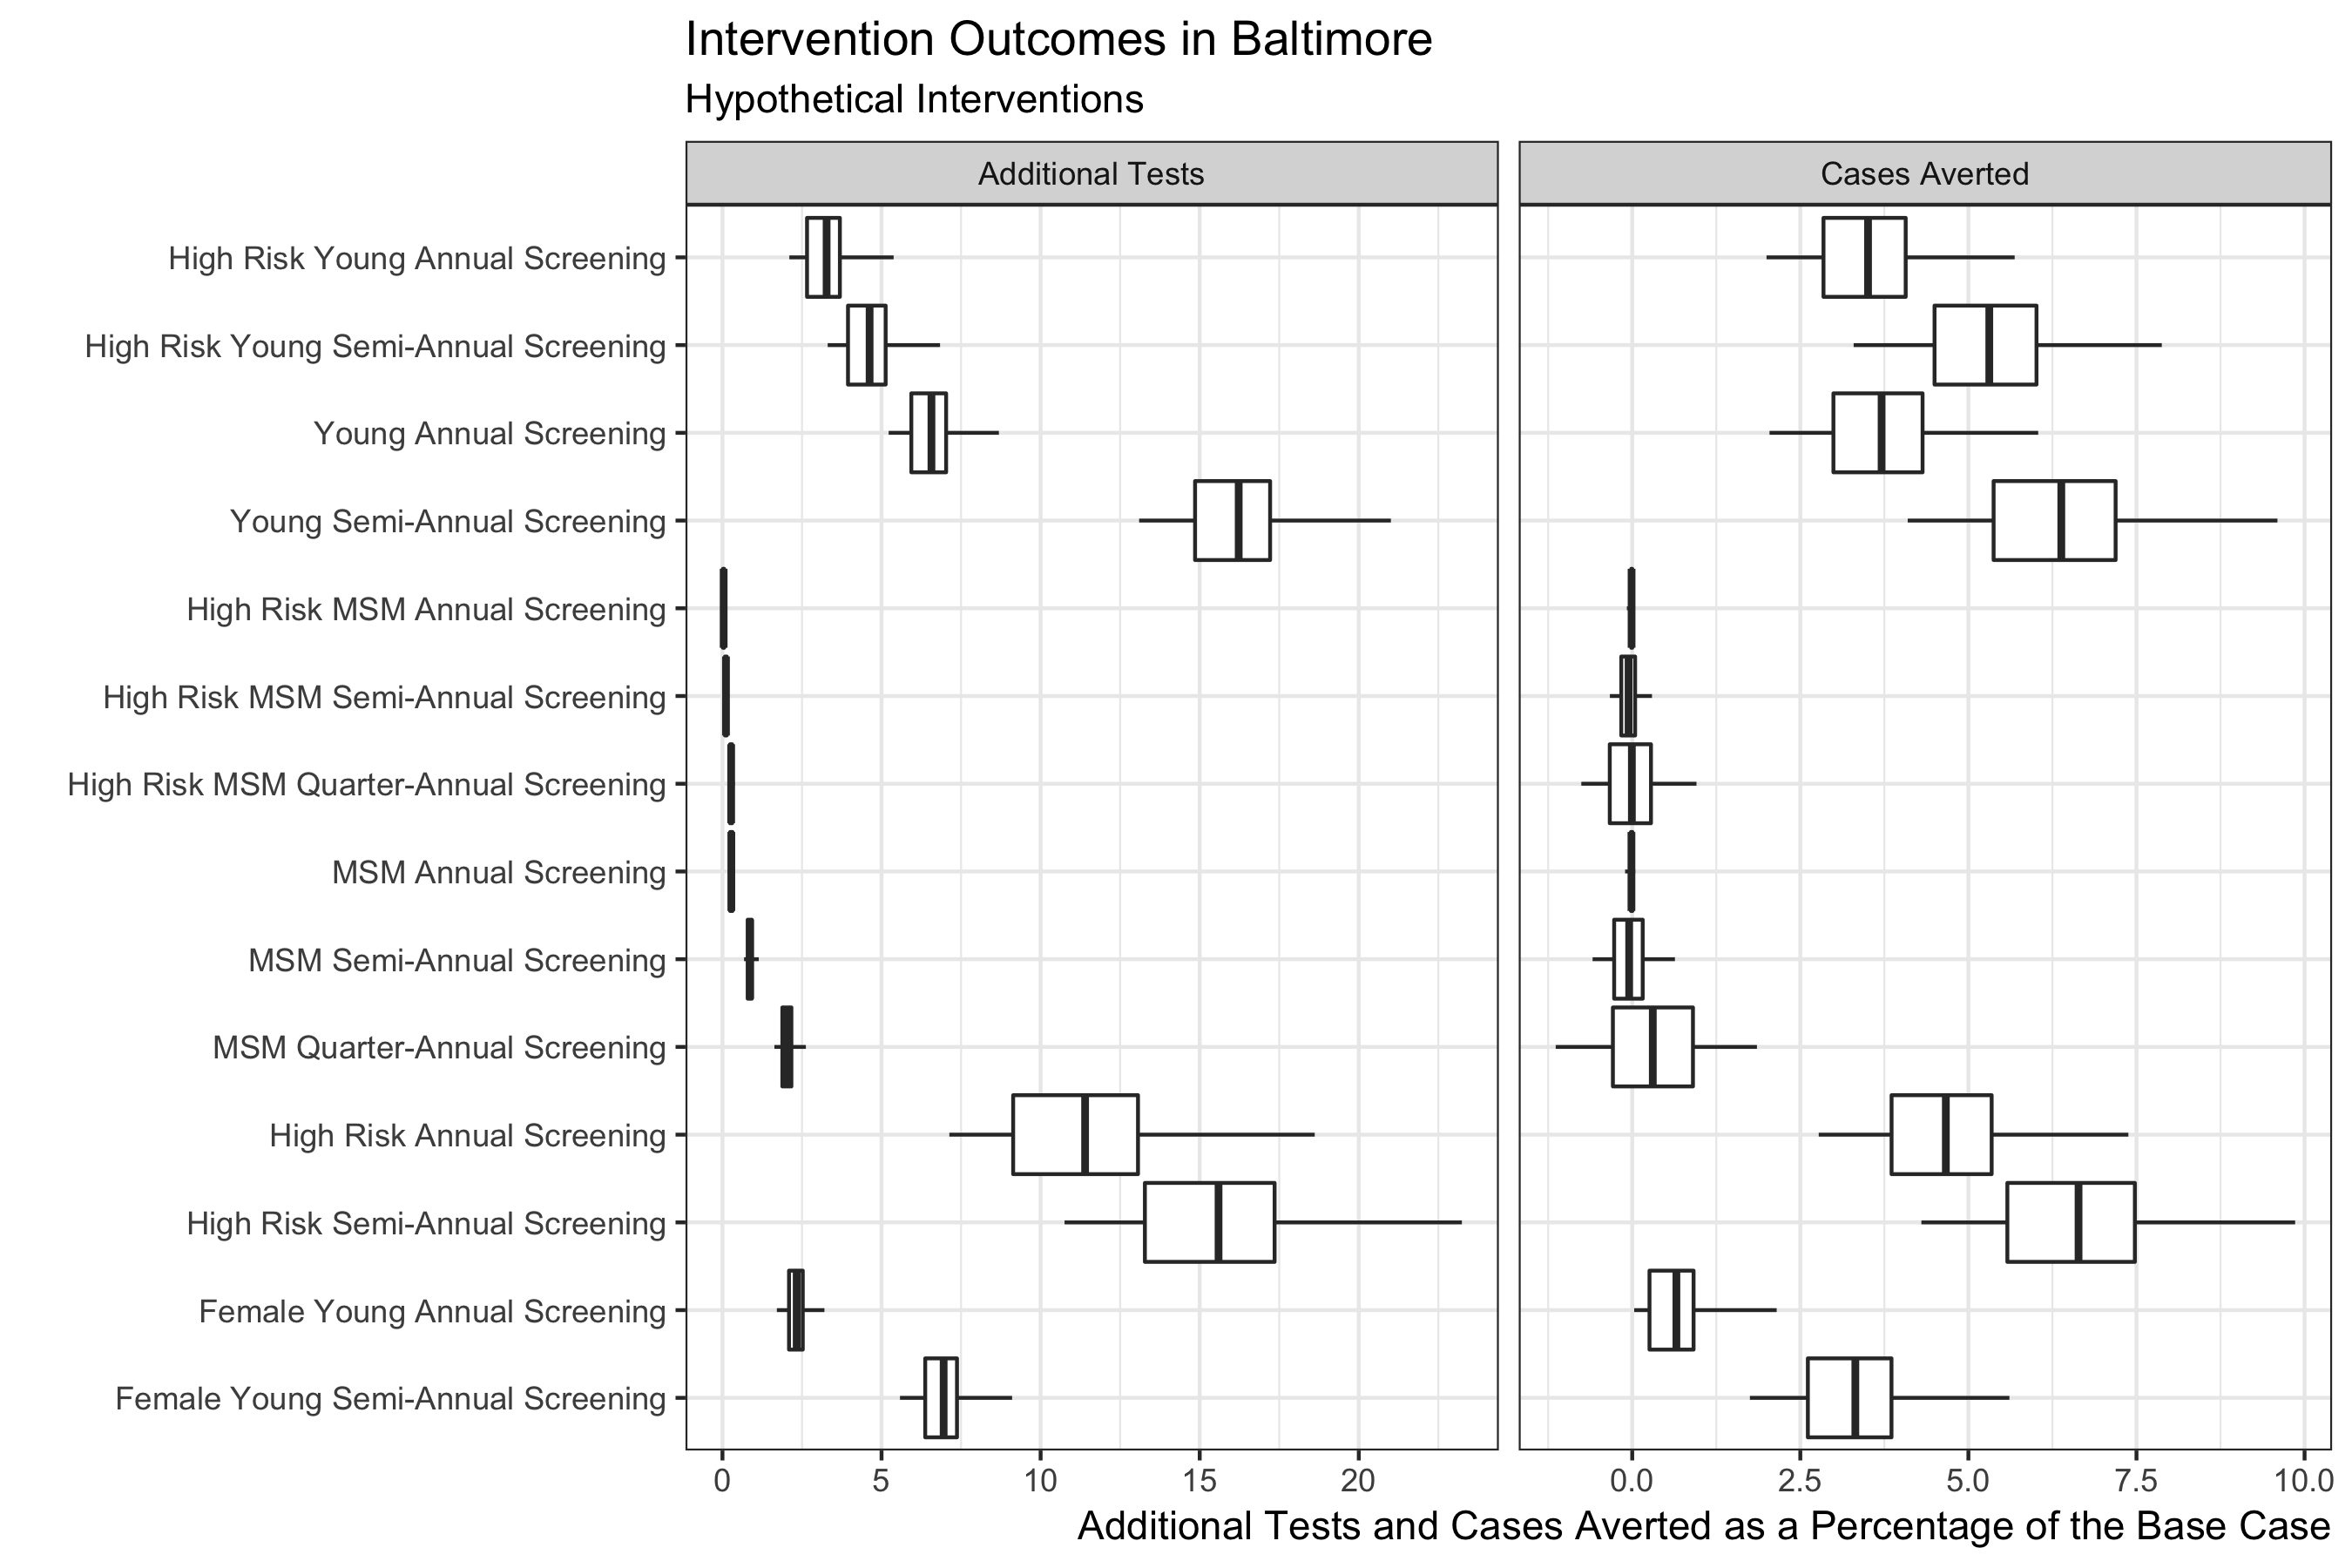 Intervention Outcomes in Baltimore
Hypothetical Interventions
Additional Tests
Cases Averted
High Risk Young Annual Screening
High Risk Young Semi-Annual Screening
Young Annual Screening
Young Semi-Annual Screening
High Risk MSM Annual Screening
High Risk MSM Semi-Annual Screening
High Risk MSM Quarter-Annual Screening
MSM Annual Screening
MSM Semi-Annual Screening
MSM Quarter-Annual Screening
High Risk Annual Screening
High Risk Semi-Annual Screening
Female Young Annual Screening
Female Young Semi-Annual Screening
0 5 10 15 20
0.0 2.5 5.0 7.5 10.0
Additional Tests and Cases Averted as a Percentage of the Base Case